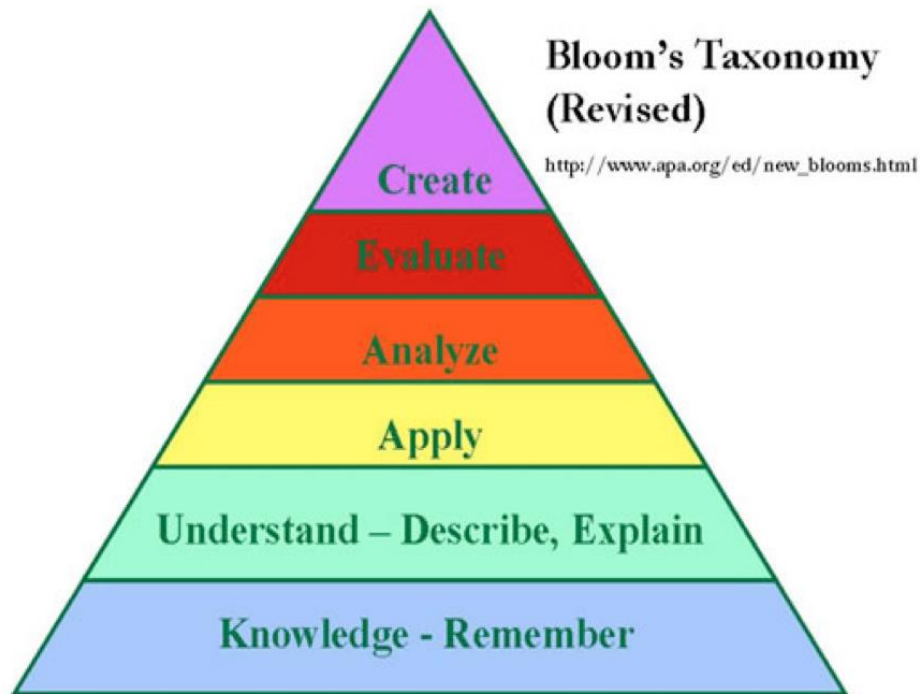 Bloom's Taxonomy
(Revised)
http://www.apa.org/ed/new_blooms.html
Create
Evaluate
Analyze
Apply
Understand – Describe, Explain
Knowledge - Remember